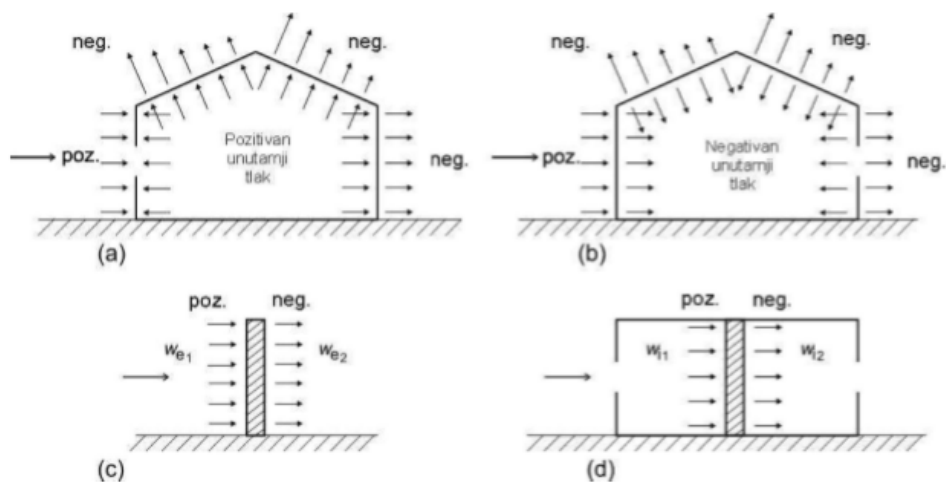 neg.
neg.
poz.
Pozitivan
unutarnji
tlak
neg.
(a)
neg.
neg.
poz.
Negativan
unutarnji
tlak
neg.
(b)
poz.
neg.
we1
we2
(c)
poz.
neg.
wi1
wi2
(d)